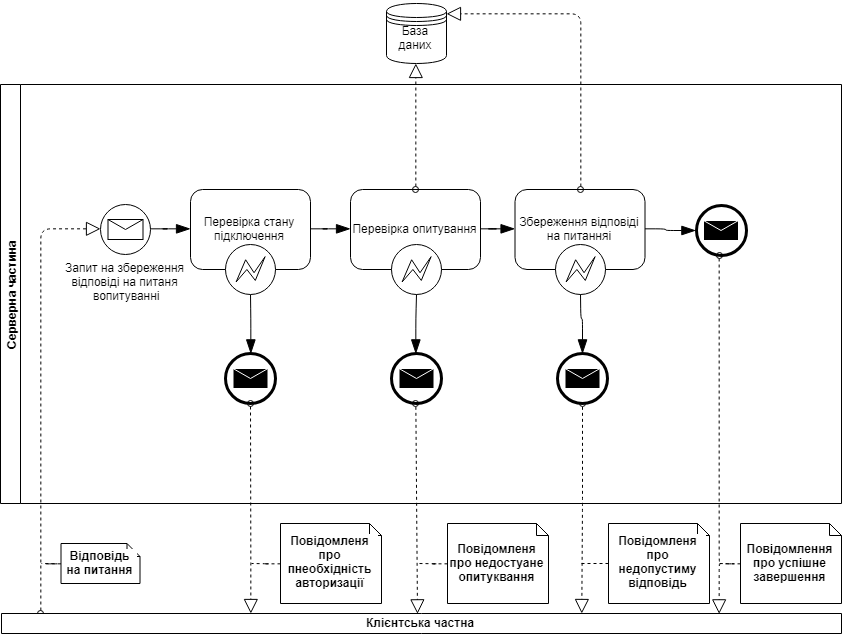 База
даних
Серверна частина
Запит на збереження
відповіді на питаня
вопитуванні
Перевірка стану
підключення
Перевірка опитування
Збереження відповіді
на питанняі
Відповідь
на питання
Повідомленя
про
пнеобхідність
авторизації
Повідомленя
про недостуане
опитуквання
Повідомленя
про
недопустиму
відповідь
Повідомлення
про успішне
завершення
Клієнтська частна